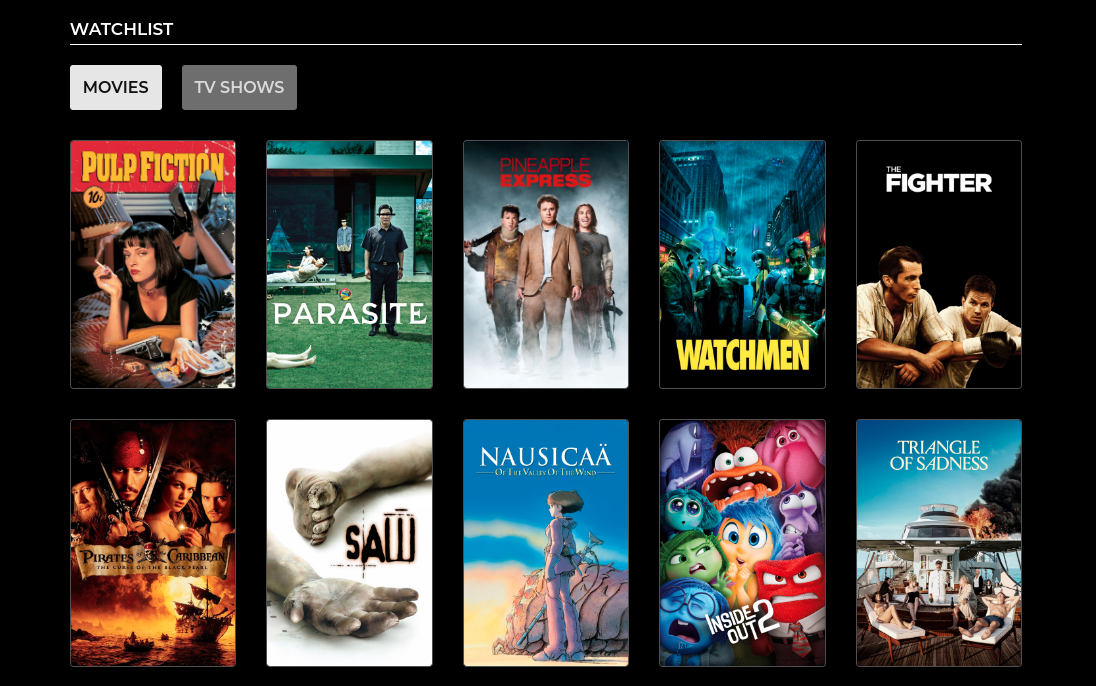 WATCHLIST
MOVIES
TV SHOWS
PULP FICTION
10¢
PARASITE
PINEAPPLE
EXPRESS
WATCHMEN
THE
FIGHTER
PIRATES OF THE CARIBBEAN
THE CURSE OF THE BLACK PEARL
SAW
NAUSICAÄ
OF THE VALLEY OF THE WIND
INSIDE
OUT 2
TRIANGLE
OF SADNESS